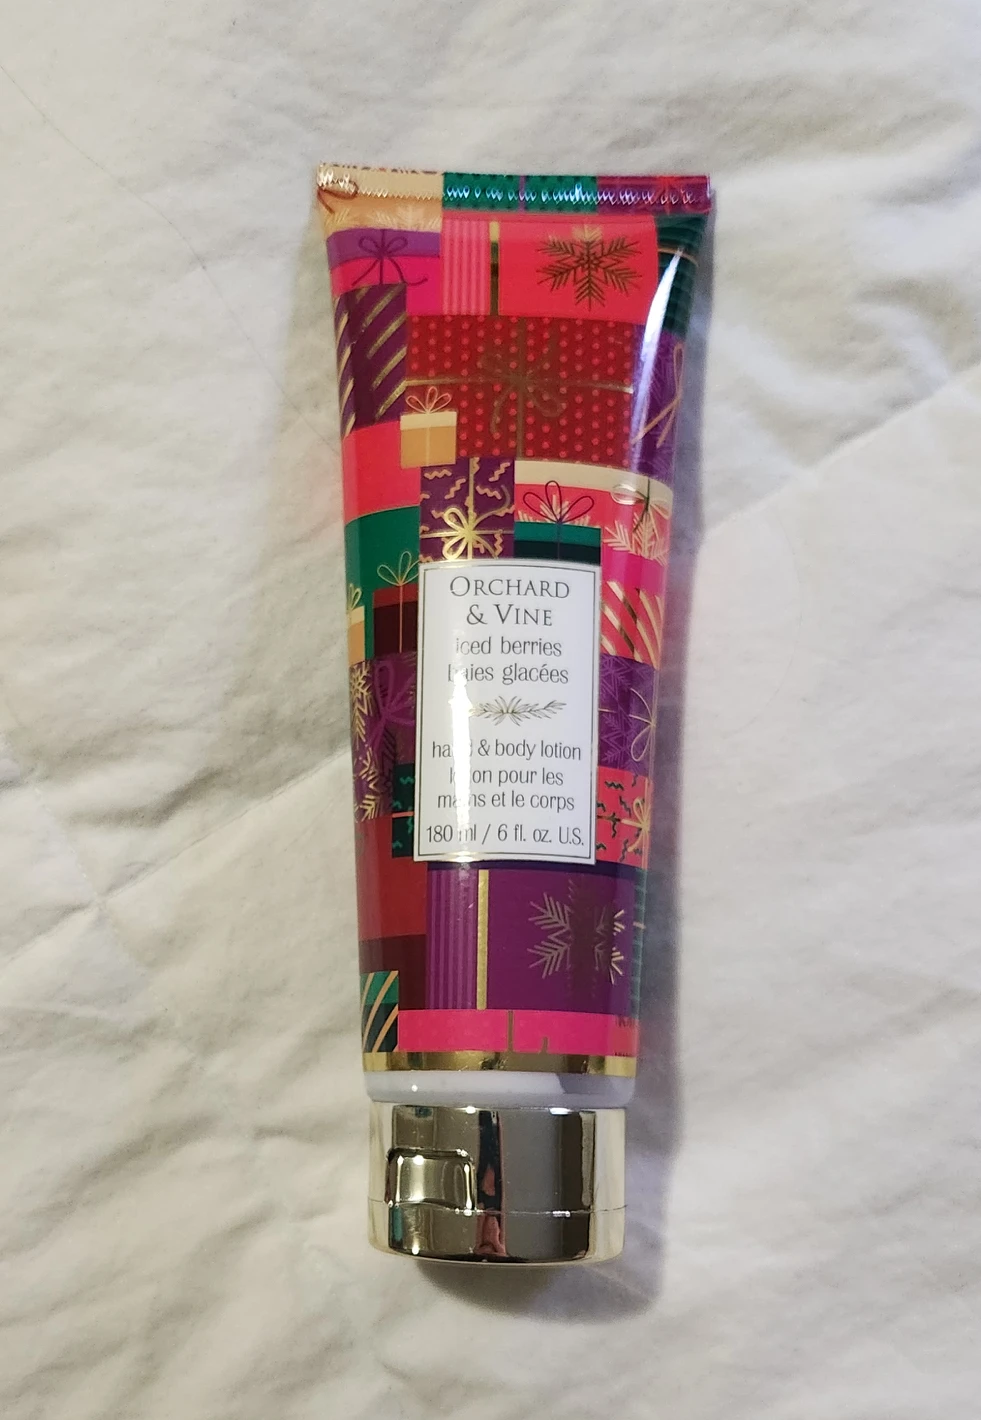 ORCHARD
& VINE
iced berries
baies glacées
hand & body lotion
lotion pour les
mains et le corps
180 ml / 6 fl. oz. U.S.